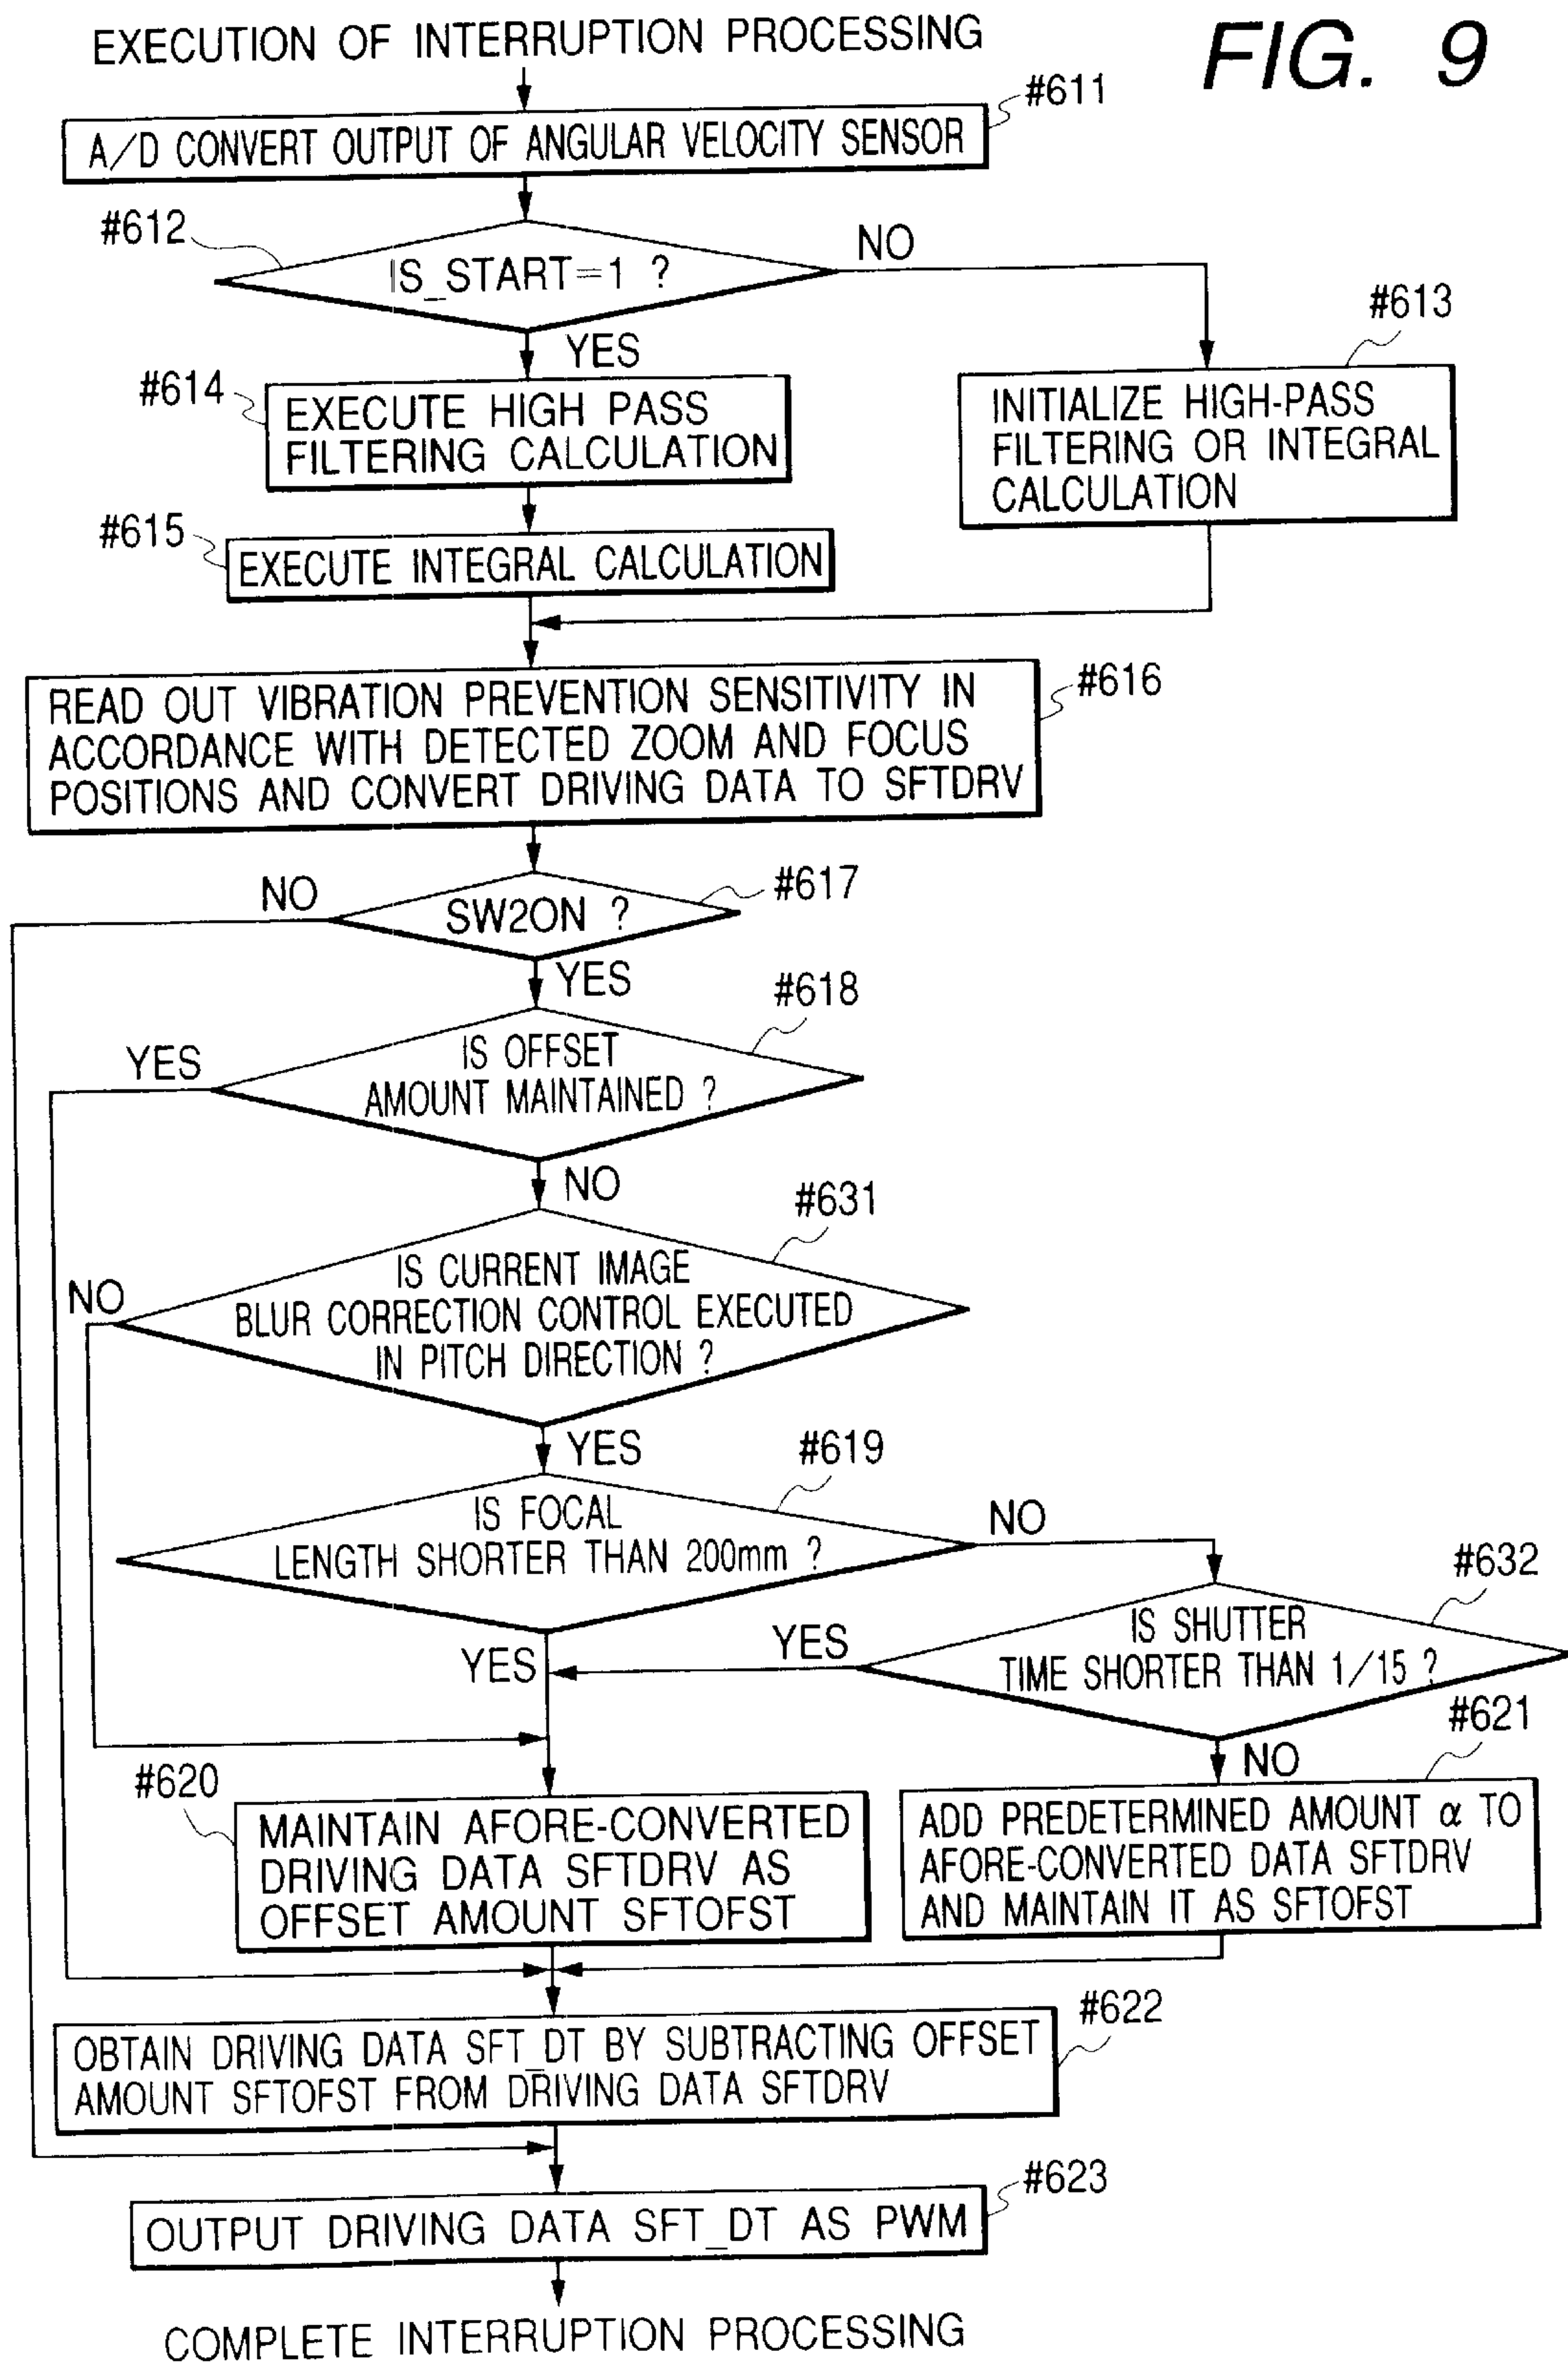 EXECUTION OF INTERRUPTION PROCESSING
FIG. 9
#611
A/D CONVERT OUTPUT OF ANGULAR VELOCITY SENSOR
#612
IS_START=1 ?
NO
YES
#613
INITIALIZE HIGH-PASS
FILTERING OR INTEGRAL
CALCULATION
#614
EXECUTE HIGH PASS
FILTERING CALCULATION
#615
EXECUTE INTEGRAL CALCULATION
#616
READ OUT VIBRATION PREVENTION SENSITIVITY IN
ACCORDANCE WITH DETECTED ZOOM AND FOCUS
POSITIONS AND CONVERT DRIVING DATA TO SFTDRV
NO
#617
SW2ON ?
YES
#618
YES
IS OFFSET
AMOUNT MAINTAINED ?
NO
#631
NO
IS CURRENT IMAGE
BLUR CORRECTION CONTROL EXECUTED
IN PITCH DIRECTION ?
YES
#619
IS FOCAL
LENGTH SHORTER THAN 200mm ?
NO
#632
YES
YES
IS SHUTTER
TIME SHORTER THAN 1/15 ?
NO
#621
#620
MAINTAIN AFORE-CONVERTED
DRIVING DATA SFTDRV AS
OFFSET AMOUNT SFTOFST
ADD PREDETERMINED AMOUNT α TO
AFORE-CONVERTED DATA SFTDRV
AND MAINTAIN IT AS SFTOFST
#622
OBTAIN DRIVING DATA SFT_DT BY SUBTRACTING OFFSET
AMOUNT SFTOFST FROM DRIVING DATA SFTDRV
#623
OUTPUT DRIVING DATA SFT_DT AS PWM
COMPLETE INTERRUPTION PROCESSING